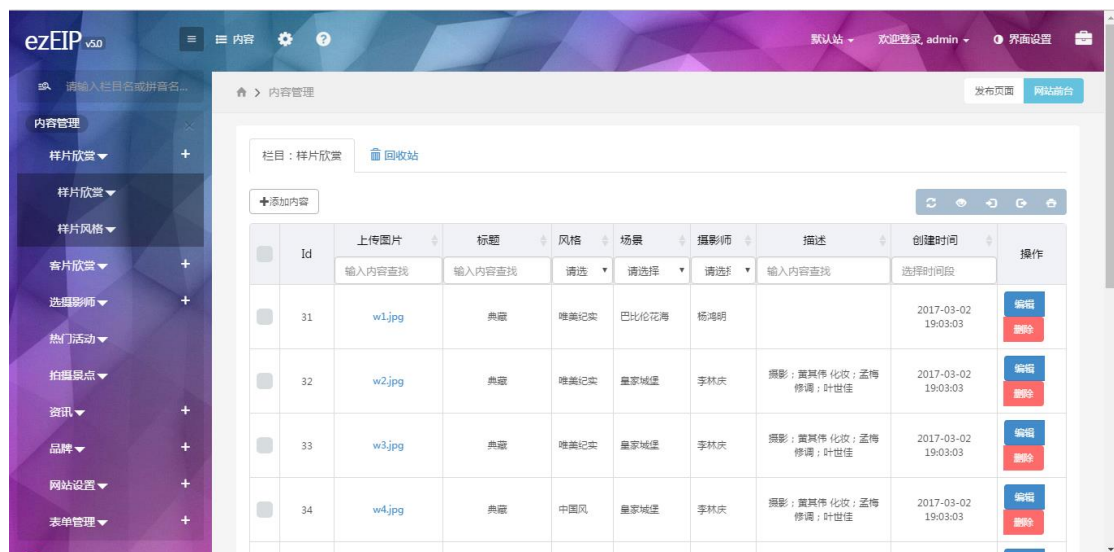 ezEIP v5.0
内容
默认站
欢迎登录, admin
界面设置
请输入栏目名或拼音名...
内容管理
发布页面
网站前台
内容管理
样片欣赏
样片欣赏
样片风格
客片欣赏
选摄影师
热门活动
拍摄景点
资讯
品牌
网站设置
表单管理
栏目：样片欣赏
回收站
添加内容
Id 上传图片 标题 风格 场景 摄影师 描述 创建时间 操作
输入内容查找 输入内容查找 请选 请选择 请选择 输入内容查找 选择时间段
31 w1.jpg 典藏 唯美纪实 巴比伦花海 杨鸿明 2017-03-02 编辑
19:03:03 删除
32 w2.jpg 典藏 唯美纪实 皇家城堡 李林庆 摄影；黄其伟 化妆；孟梅 2017-03-02 编辑
修调；叶世佳 19:03:03 删除
33 w3.jpg 典藏 唯美纪实 皇家城堡 李林庆 摄影；黄其伟 化妆；孟梅 2017-03-02 编辑
修调；叶世佳 19:03:03 删除
34 w4.jpg 典藏 中国风 皇家城堡 李林庆 摄影；黄其伟 化妆；孟梅 2017-03-02 编辑
修调；叶世佳 19:03:03 删除